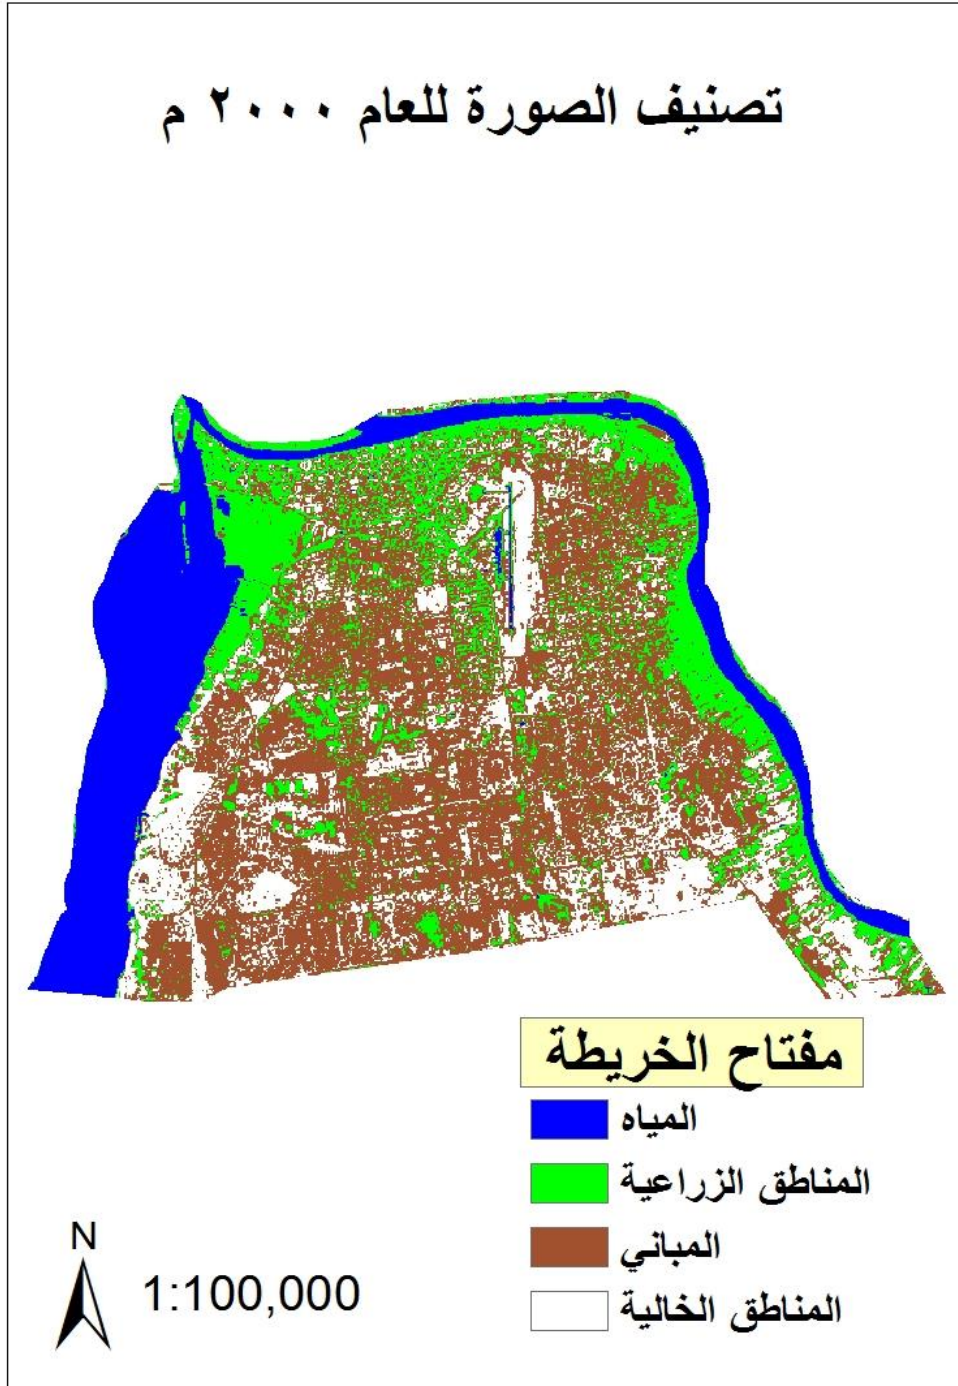 تصنيف الصورة للعام ٢٠٠٠ م
مفتاح الخريطة
المياه
المناطق الزراعية
المباني
المناطق الخالية
N
1:100,000